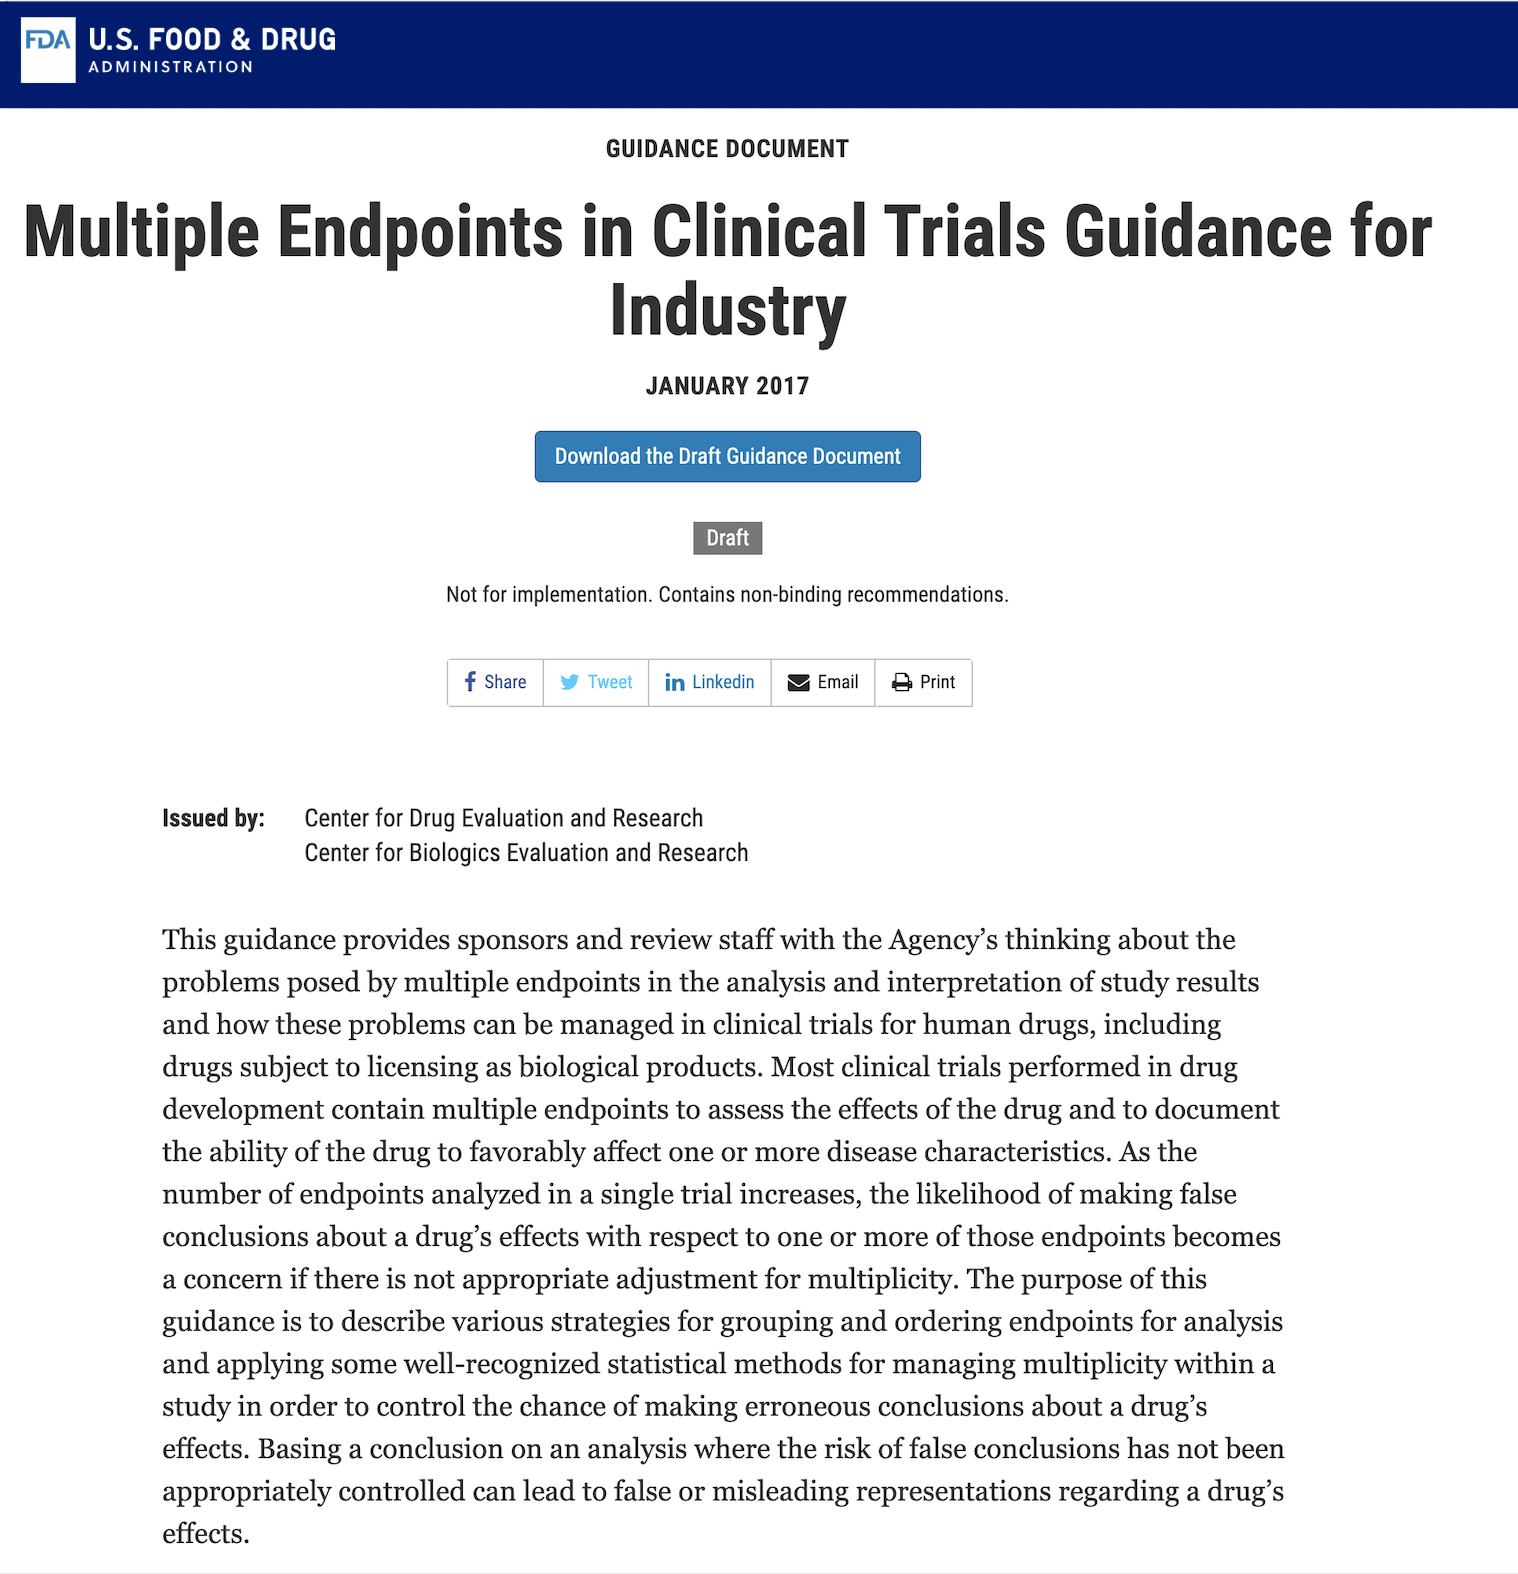 FDA U.S. FOOD & DRUG
ADMINISTRATION
GUIDANCE DOCUMENT
Multiple Endpoints in Clinical Trials Guidance for
Industry
JANUARY 2017
Download the Draft Guidance Document
Draft
Not for implementation. Contains non-binding recommendations.
Share Tweet Linkedin Email Print
Issued by: Center for Drug Evaluation and Research
Center for Biologics Evaluation and Research
This guidance provides sponsors and review staff with the Agency’s thinking about the
problems posed by multiple endpoints in the analysis and interpretation of study results
and how these problems can be managed in clinical trials for human drugs, including
drugs subject to licensing as biological products. Most clinical trials performed in drug
development contain multiple endpoints to assess the effects of the drug and to document
the ability of the drug to favorably affect one or more disease characteristics. As the
number of endpoints analyzed in a single trial increases, the likelihood of making false
conclusions about a drug’s effects with respect to one or more of those endpoints becomes
a concern if there is not appropriate adjustment for multiplicity. The purpose of this
guidance is to describe various strategies for grouping and ordering endpoints for analysis
and applying some well-recognized statistical methods for managing multiplicity within a
study in order to control the chance of making erroneous conclusions about a drug’s
effects. Basing a conclusion on an analysis where the risk of false conclusions has not been
appropriately controlled can lead to false or misleading representations regarding a drug’s
effects.